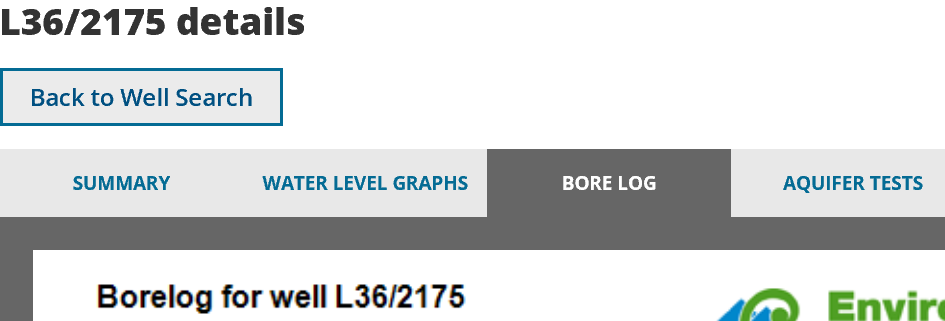 L36/2175 details
Back to Well Search
SUMMARY WATER LEVEL GRAPHS BORE LOG AQUIFER TESTS
Borelog for well L36/2175